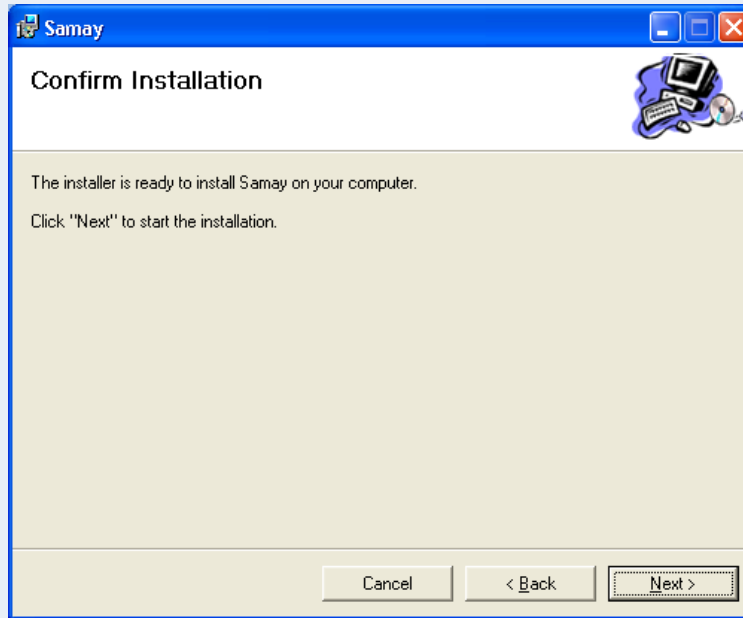 Samay
Confirm Installation
The installer is ready to install Samay on your computer.
Click "Next" to start the installation.
Cancel
< Back
Next >